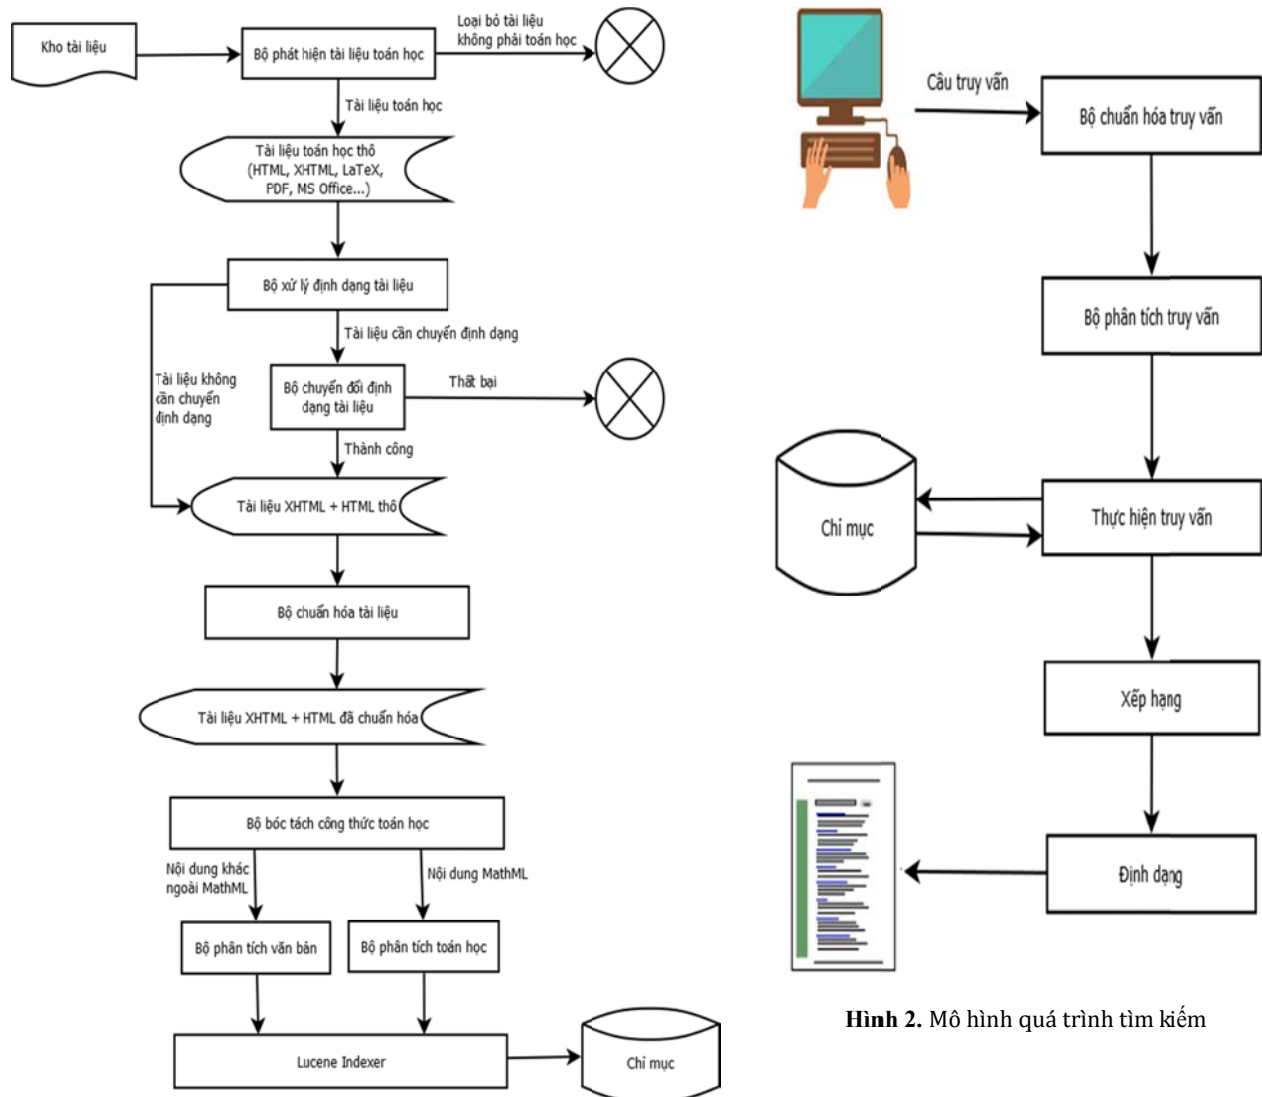 Kho tài liệu
Bộ phát hiện tài liệu toán học
Loại bỏ tài liệu
không phải toán học
Tài liệu toán học
Tài liệu toán học thô
(HTML, XHTML, LaTeX,
PDF, MS Office...)
Bộ xử lý định dạng tài liệu
Tài liệu cần chuyển định dạng
Tài liệu không
cần chuyển
định dạng
Bộ chuyển đổi định
dạng tài liệu
Thất bại
Thành công
Tài liệu XHTML + HTML thô
Bộ chuẩn hóa tài liệu
Tài liệu XHTML + HTML đã chuẩn hóa
Bộ bóc tách công thức toán học
Nội dung khác
ngoài MathML
Nội dung MathML
Bộ phân tích văn bản
Bộ phân tích toán học
Lucene Indexer
Chỉ mục
Câu truy vấn
Bộ chuẩn hóa truy vấn
Bộ phân tích truy vấn
Chỉ mục
Thực hiện truy vấn
Xếp hạng
Định dạng
Hình 2. Mô hình quá trình tìm kiếm